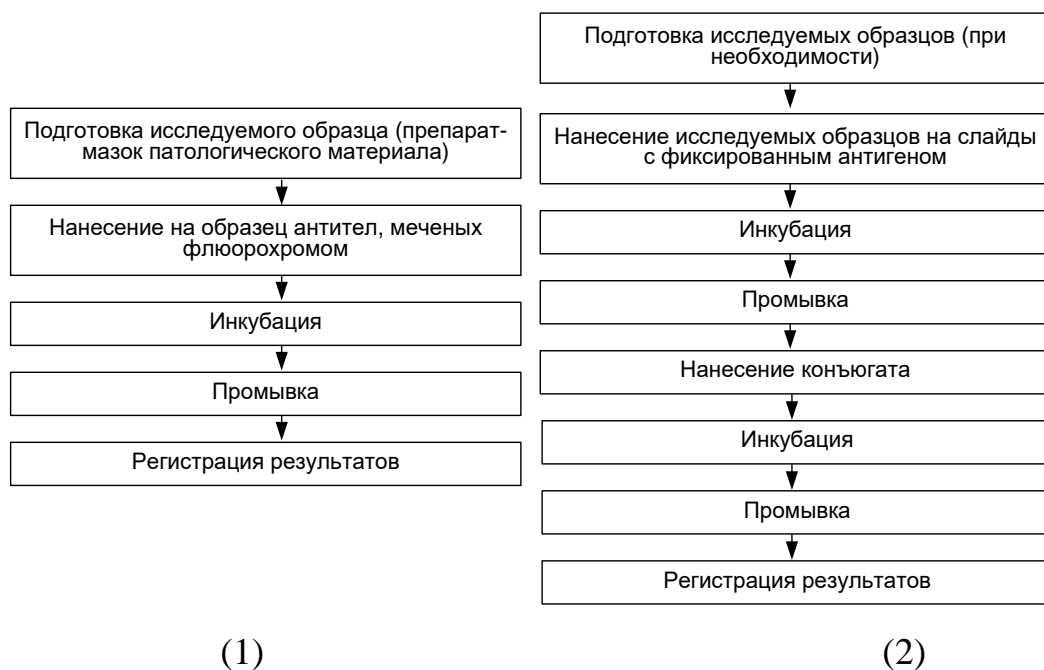 Подготовка исследуемого образца (препарат-
мазок патологического материала)
Нанесение на образец антител, меченых
флюорохромом
Инкубация
Промывка
Регистрация результатов
(1)
Подготовка исследуемых образцов (при
необходимости)
Нанесение исследуемых образцов на слайды
с фиксированным антигеном
Инкубация
Промывка
Нанесение конъюгата
Инкубация
Промывка
Регистрация результатов
(2)